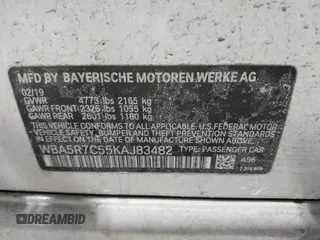 MFD BY BAYERISCHE MOTOREN WERKE AG
02/19
GVWR 4773 lbs 2165 kg
GAWR FRONT 2326 lbs 1055 kg
GAWR REAR 2601 lbs 1180 kg
THIS VEHICLE CONFORMS TO ALL APPLICABLE U.S. FEDERAL MOTOR
VEHICLE SAFETY, BUMPER, AND THEFT PREVENTION STANDARDS
IN EFFECT ON THE DATE OF MANUFACTURE SHOWN ABOVE.
WBA5R7C55KAJ83482 TYPE: PASSENGER CAR
A96
© DIS.BID